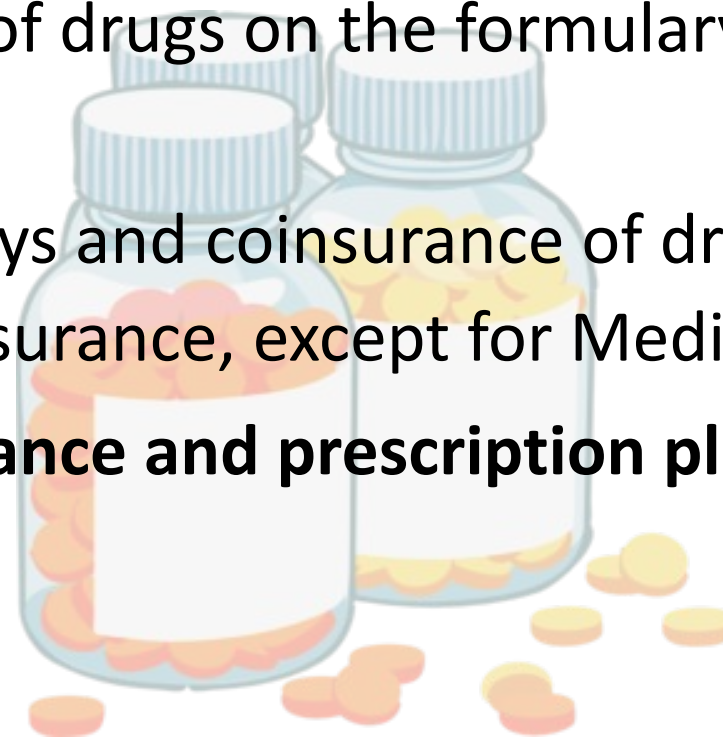 of drugs on the formulary
ys and coinsurance of dr
surance, except for Medi
ance and prescription pl